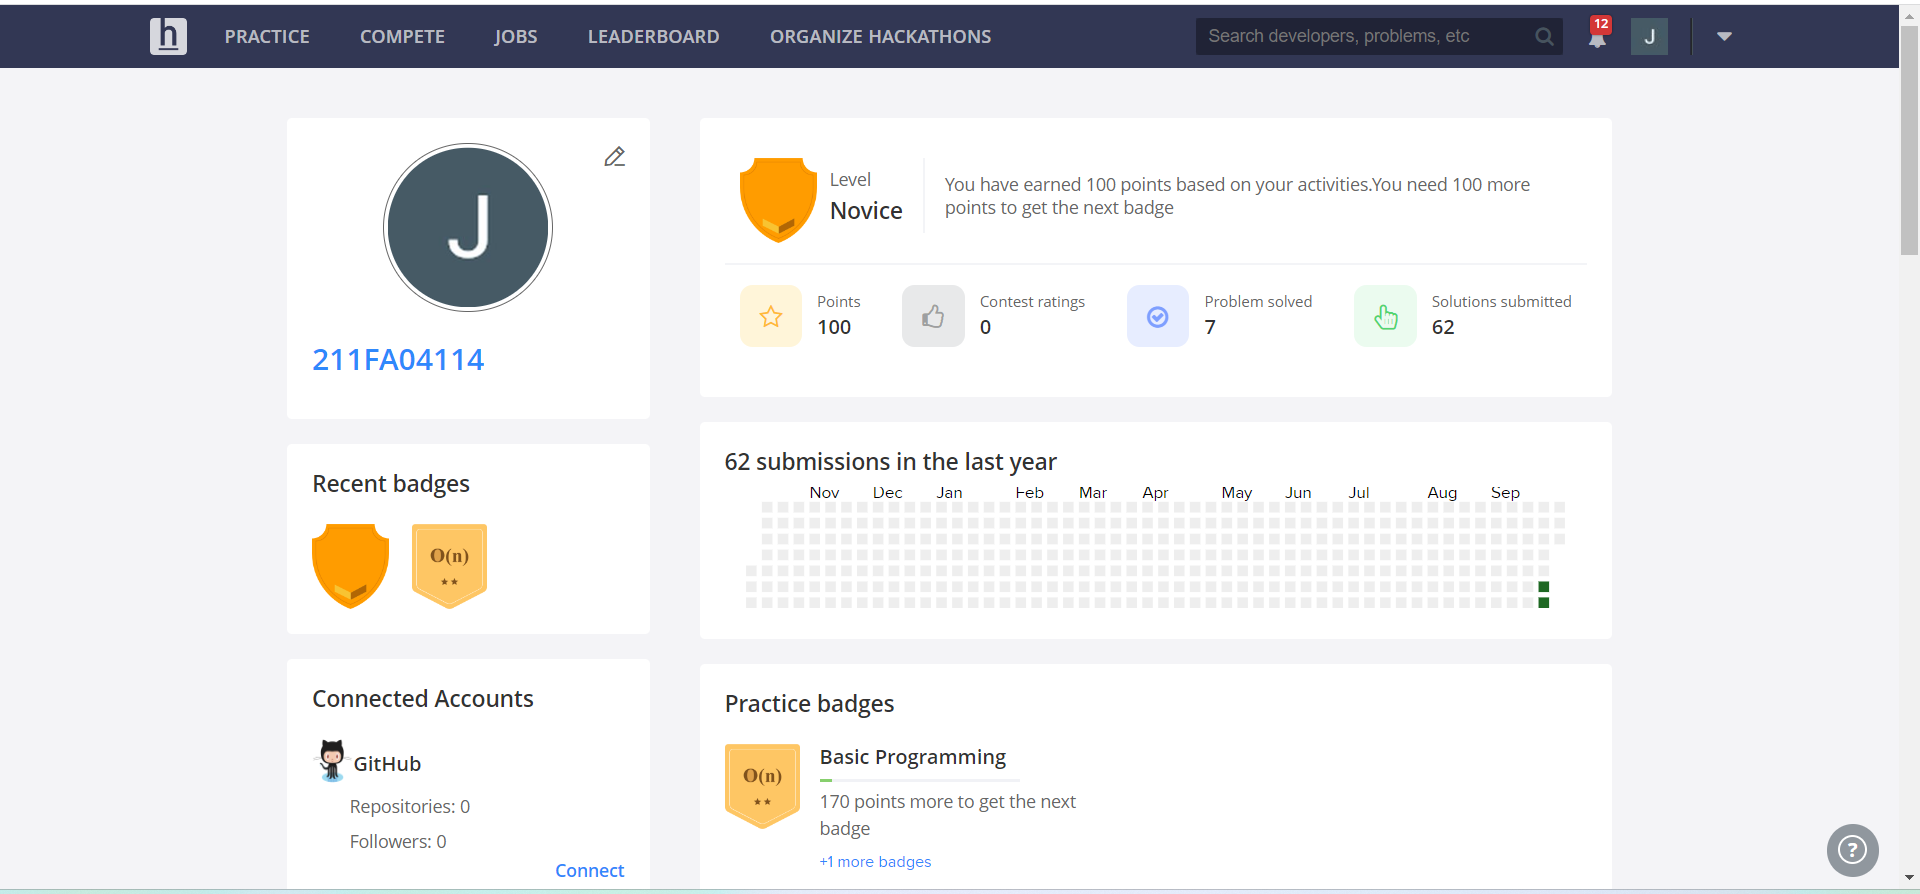 h PRACTICE COMPETE JOBS LEADERBOARD ORGANIZE HACKATHONS Search developers, problems, etc 12 J
J
211FA04114
Level
Novice
You have earned 100 points based on your activities.You need 100 more
points to get the next badge
Points
100
Contest ratings
0
Problem solved
7
Solutions submitted
62
Recent badges
O(n)
62 submissions in the last year
Nov Dec Jan Feb Mar Apr May Jun Jul Aug Sep
Connected Accounts
GitHub
Repositories: 0
Followers: 0
Connect
Practice badges
O(n)
Basic Programming
170 points more to get the next
badge
+1 more badges
?